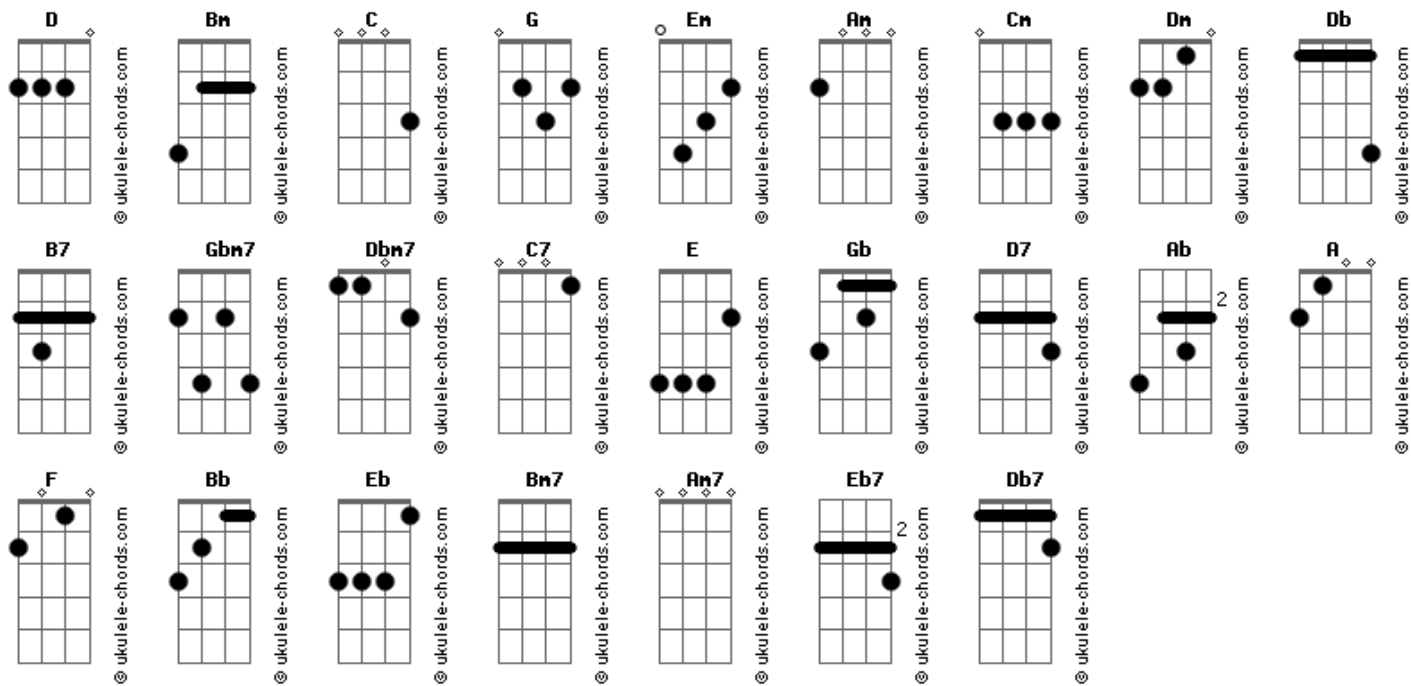 D Bm C G Em Am Cm Dm Db
© ukulele-chords.com © ukulele-chords.com © ukulele-chords.com © ukulele-chords.com © ukulele-chords.com © ukulele-chords.com © ukulele-chords.com © ukulele-chords.com © ukulele-chords.com
B7 Gbm7 Dbm7 C7 E Gb D7 Ab A
2
© ukulele-chords.com © ukulele-chords.com © ukulele-chords.com © ukulele-chords.com © ukulele-chords.com © ukulele-chords.com © ukulele-chords.com © ukulele-chords.com © ukulele-chords.com
F Bb Eb Bm7 Am7 Eb7 Db7
2
© ukulele-chords.com © ukulele-chords.com © ukulele-chords.com © ukulele-chords.com © ukulele-chords.com © ukulele-chords.com © ukulele-chords.com